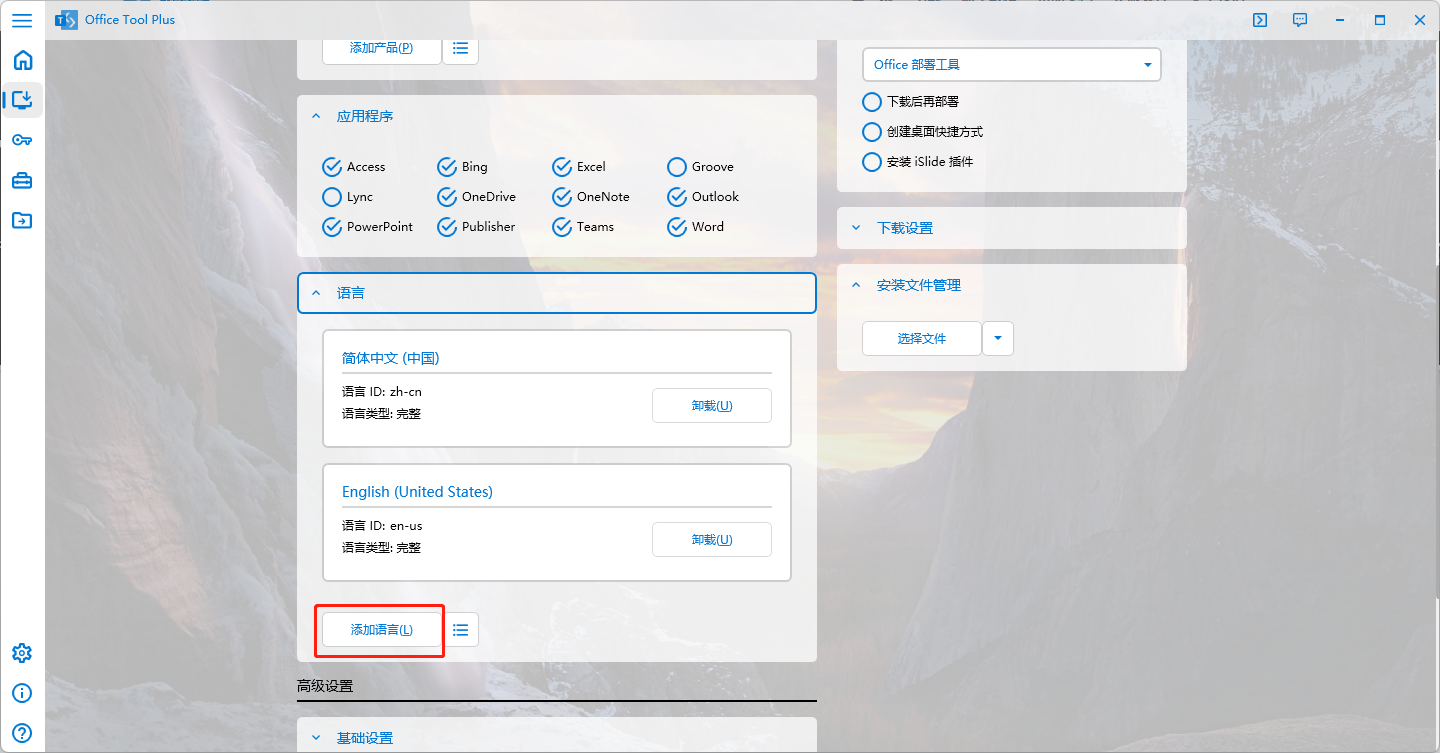 Office Tool Plus
添加产品(P)
应用程序
Access
Bing
Excel
Groove
Lync
OneDrive
OneNote
Outlook
PowerPoint
Publisher
Teams
Word
语言
简体中文 (中国)
语言 ID: zh-cn
语言类型: 完整
卸载(U)
English (United States)
语言 ID: en-us
语言类型: 完整
卸载(U)
添加语言(L)
高级设置
基础设置
Office 部署工具
下载后再部署
创建桌面快捷方式
安装 iSlide 插件
下载设置
安装文件管理
选择文件